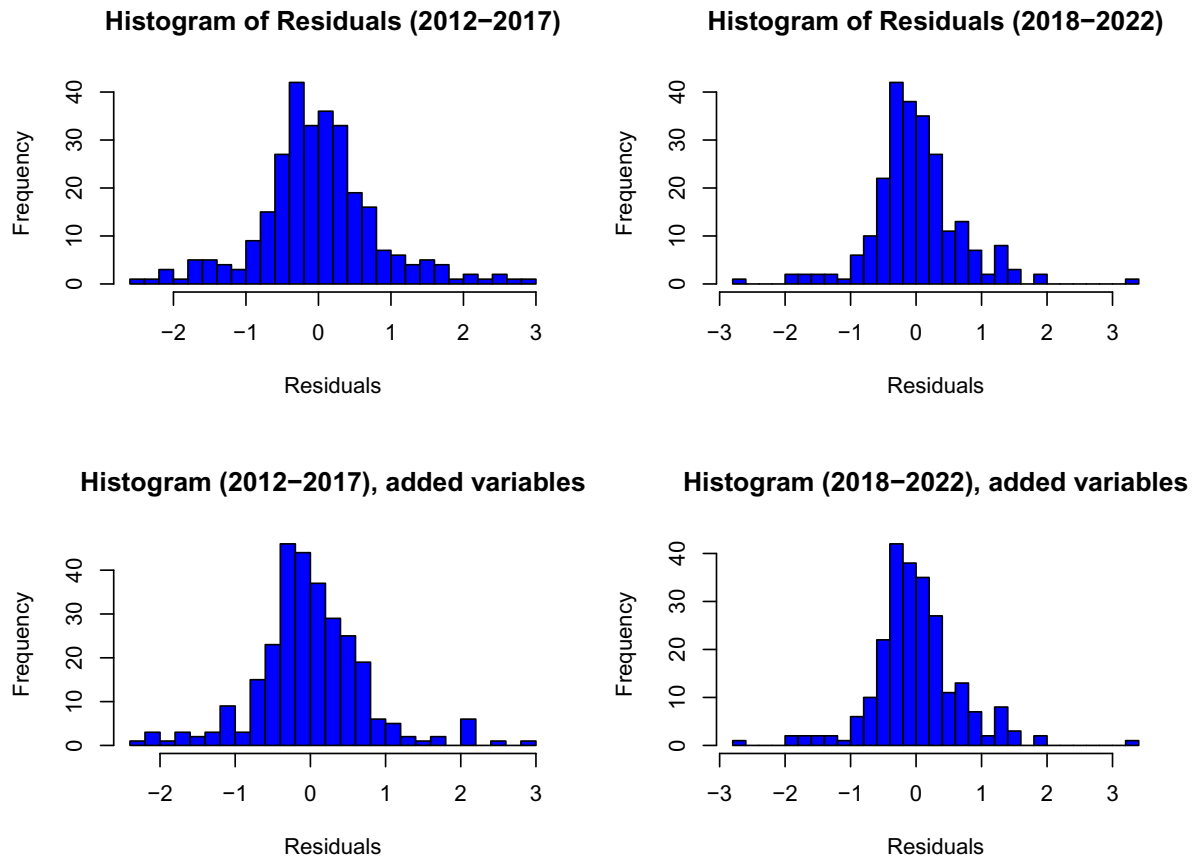 Histogram of Residuals (2012−2017)
Frequency
40
30
20
10
0
−2 −1 0 1 2 3
Residuals
Histogram of Residuals (2018−2022)
Frequency
40
30
20
10
0
−3 −2 −1 0 1 2 3
Residuals
Histogram (2012−2017), added variables
Frequency
40
30
20
10
0
−2 −1 0 1 2 3
Residuals
Histogram (2018−2022), added variables
Frequency
40
30
20
10
0
−3 −2 −1 0 1 2 3
Residuals